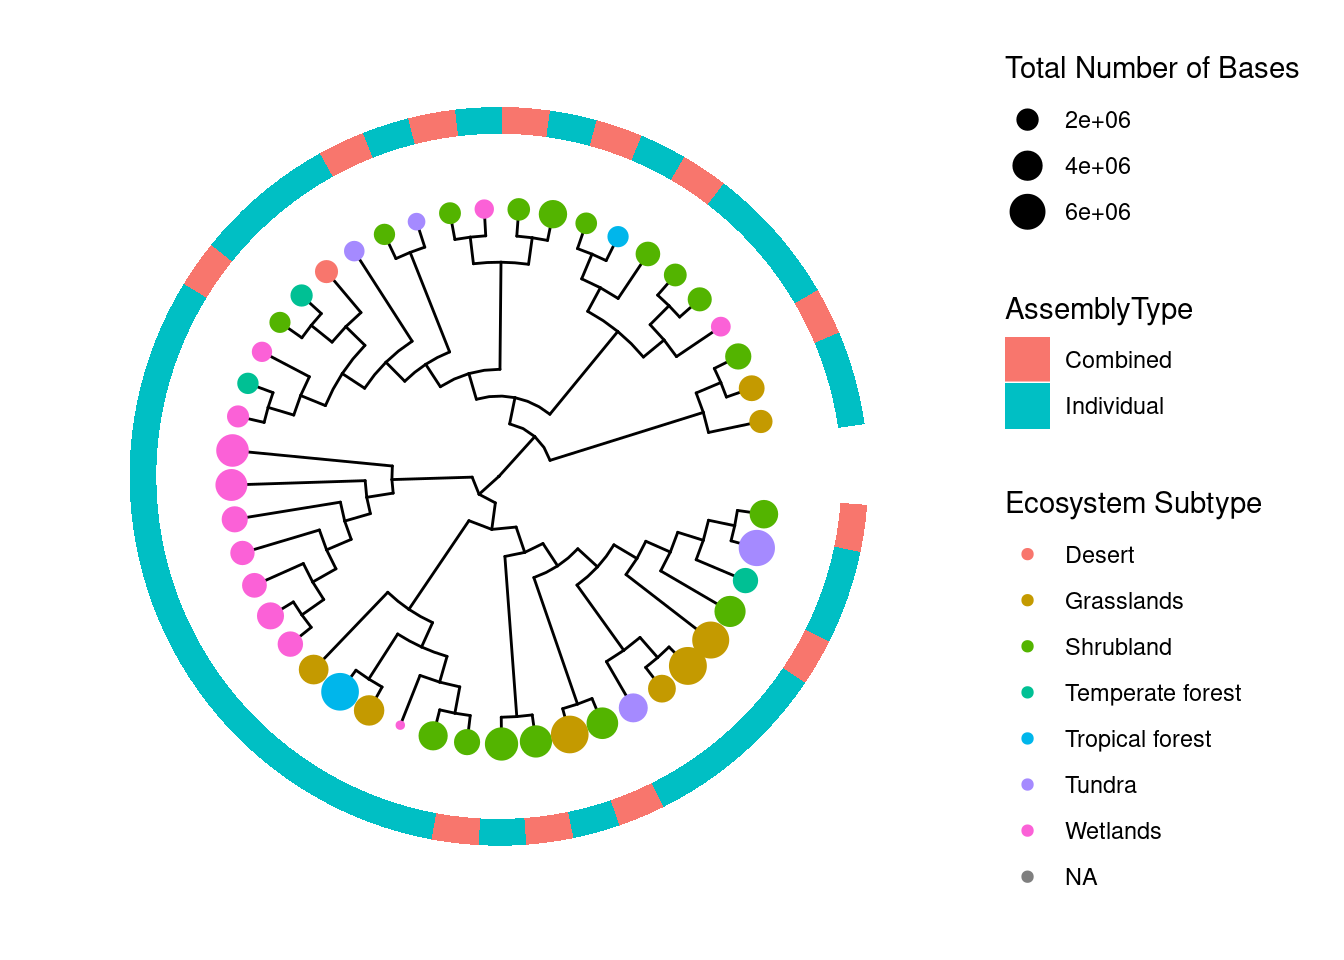 Total Number of Bases
2e+06
4e+06
6e+06
AssemblyType
Combined
Individual
Ecosystem Subtype
Desert
Grasslands
Shrubland
Temperate forest
Tropical forest
Tundra
Wetlands
NA